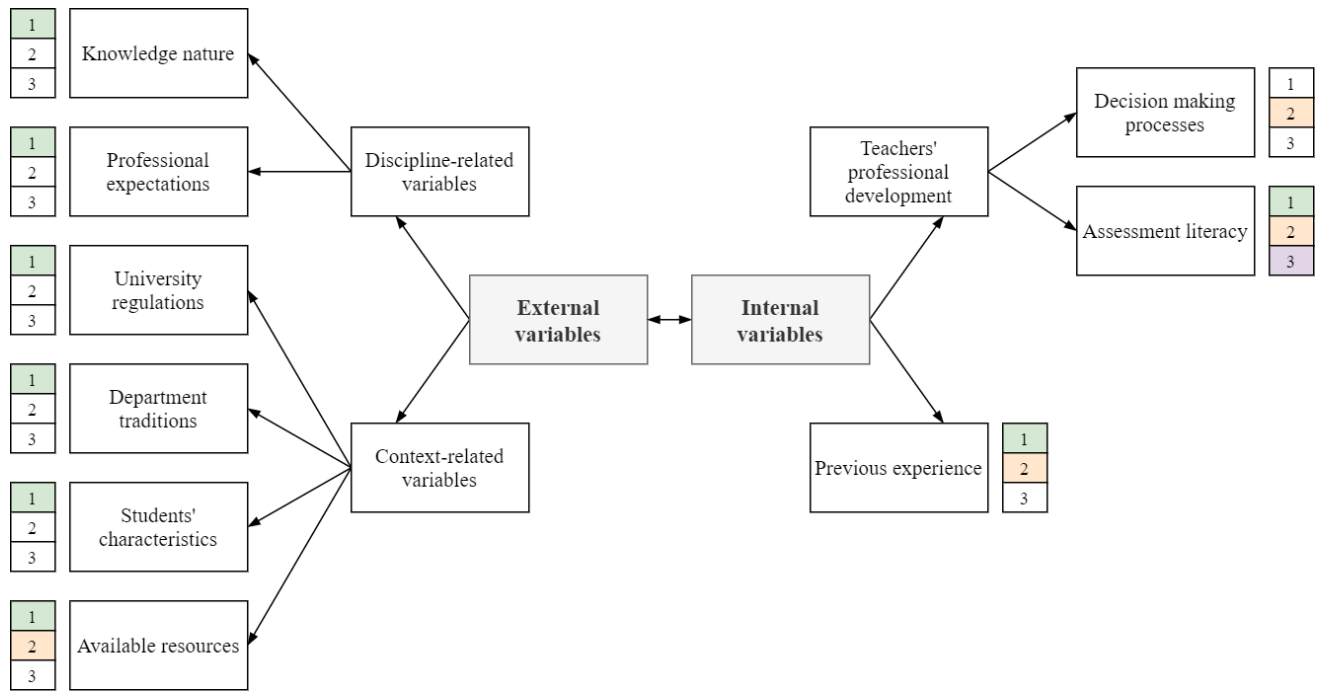 1
2
3
Knowledge nature
1
2
3
Professional
expectations
1
2
3
University
regulations
1
2
3
Department
traditions
1
2
3
Students'
characteristics
1
2
3
Available resources
Discipline-related
variables
Context-related
variables
External
variables
Internal
variables
Teachers'
professional
development
Previous experience
1
2
3
Decision making
processes
1
2
3
Assessment literacy
1
2
3